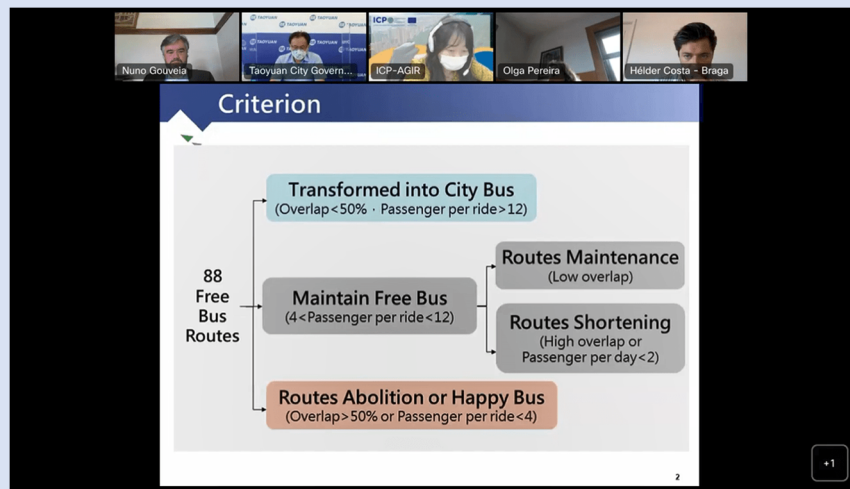 TAOYUAN
ICP
Nuno Gouveia
Taoyuan City Govern...
ICP-AGIR
Olga Pereira
Hélder Costa - Braga
Criterion
Transformed into City Bus
(Overlap<50% · Passenger per ride>12)
88
Free
Bus
Routes
Maintain Free Bus
(4<Passenger per ride<12)
Routes Maintenance
(Low overlap)
Routes Shortening
(High overlap or
Passenger per day<2)
Routes Abolition or Happy Bus
(Overlap>50% or Passenger per ride<4)
+1
2